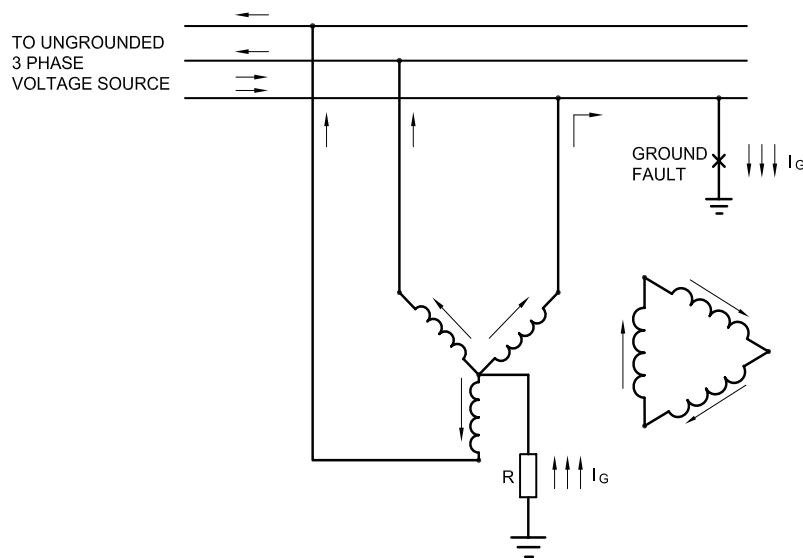 TO UNGROUNDED
3 PHASE
VOLTAGE SOURCE
GROUND
FAULT
IG
R
IG